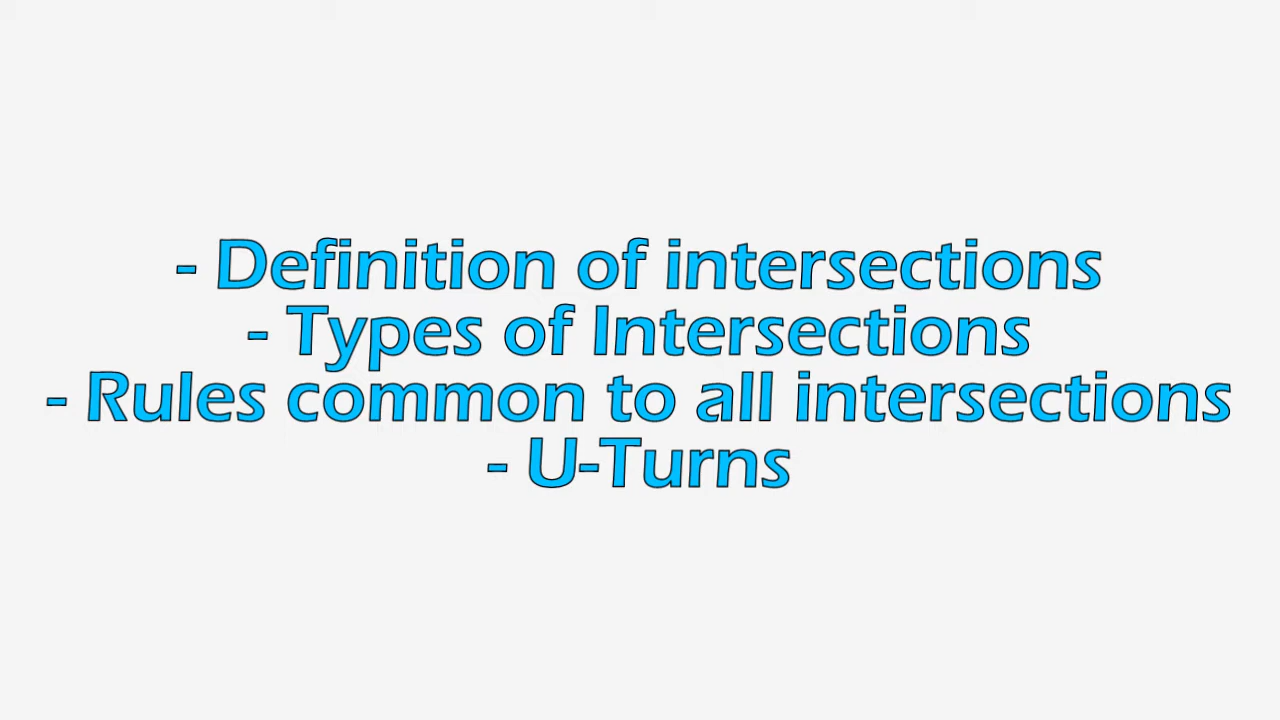 - Definition of intersections
- Types of Intersections
- Rules common to all intersections
- U-Turns